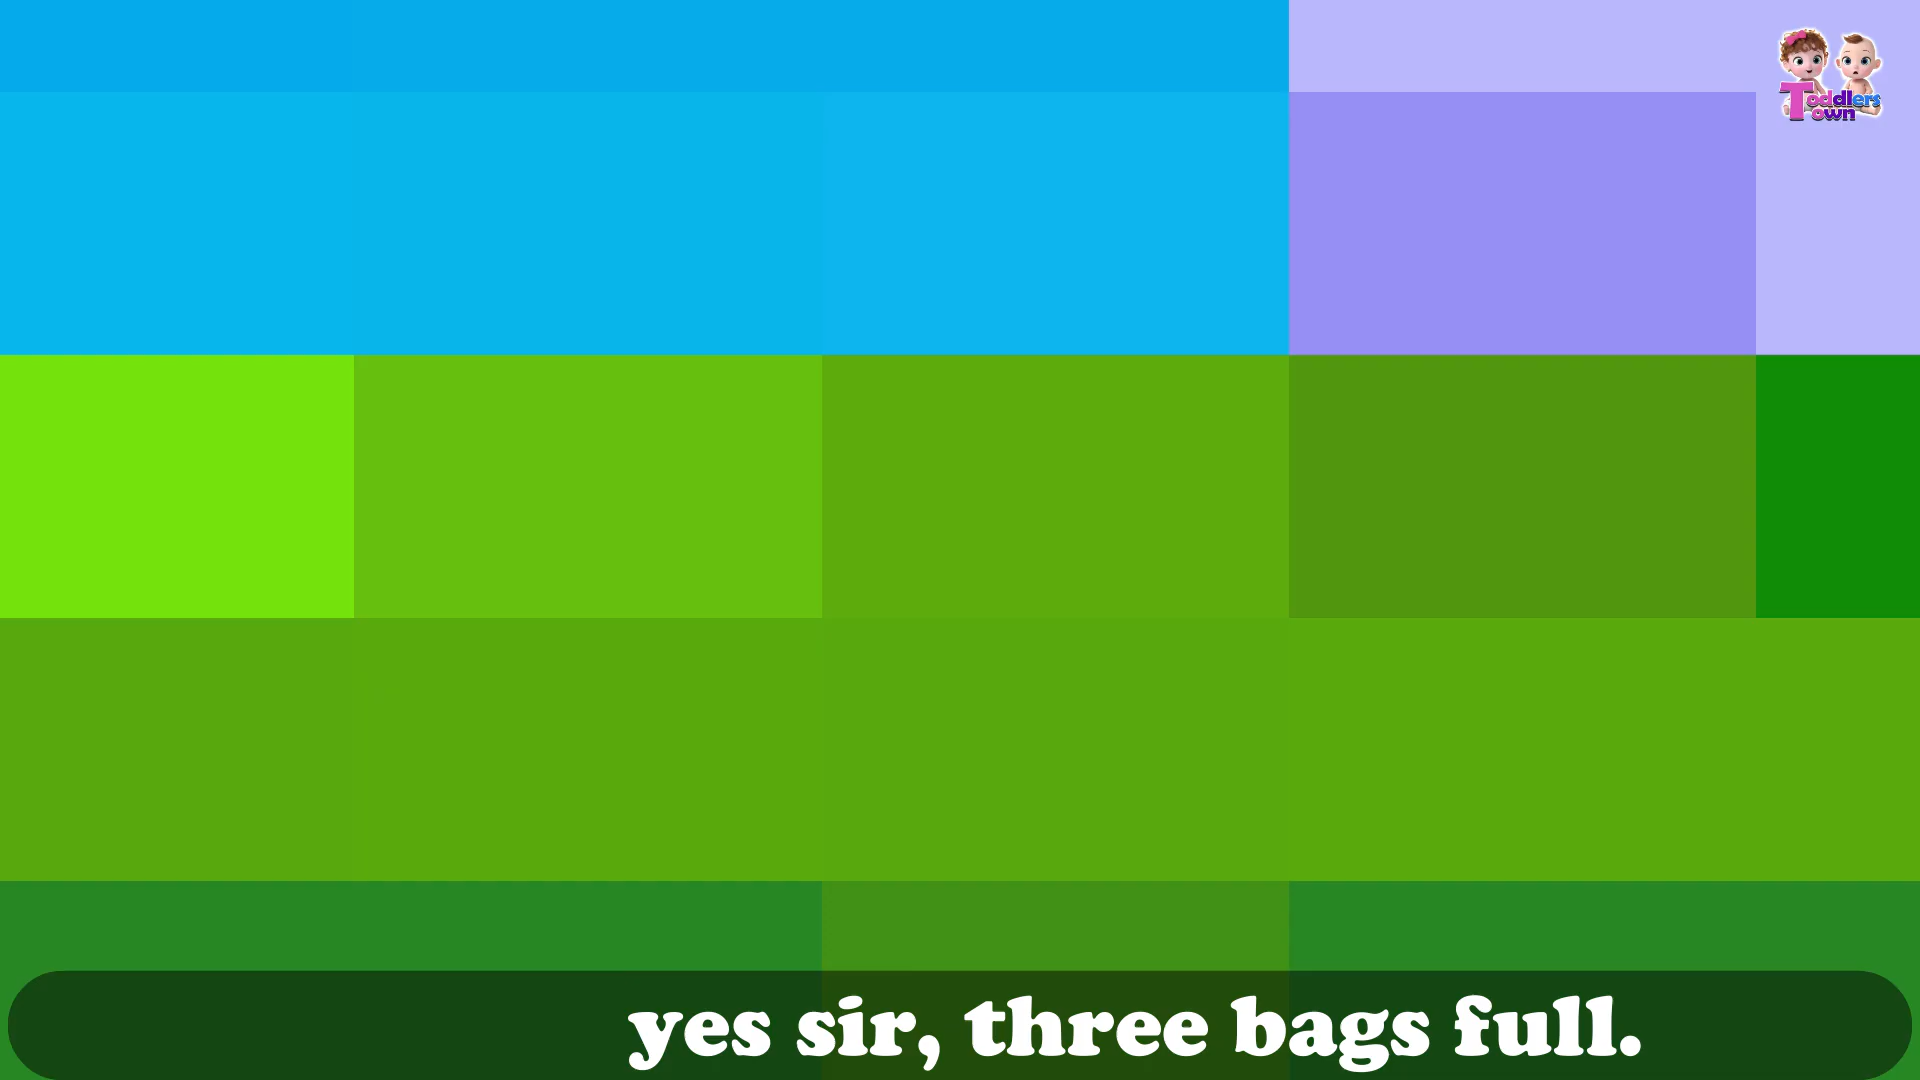 Toddlers
Town
yes sir, three bags full.